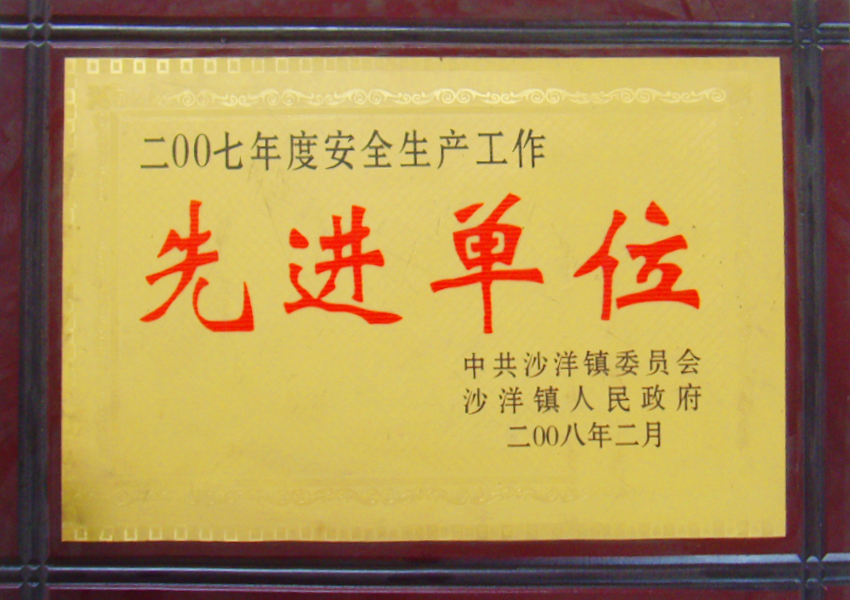 二00七年度安全生产工作
先进单位
中共沙洋镇委员会
沙洋镇人民政府
二00八年二月